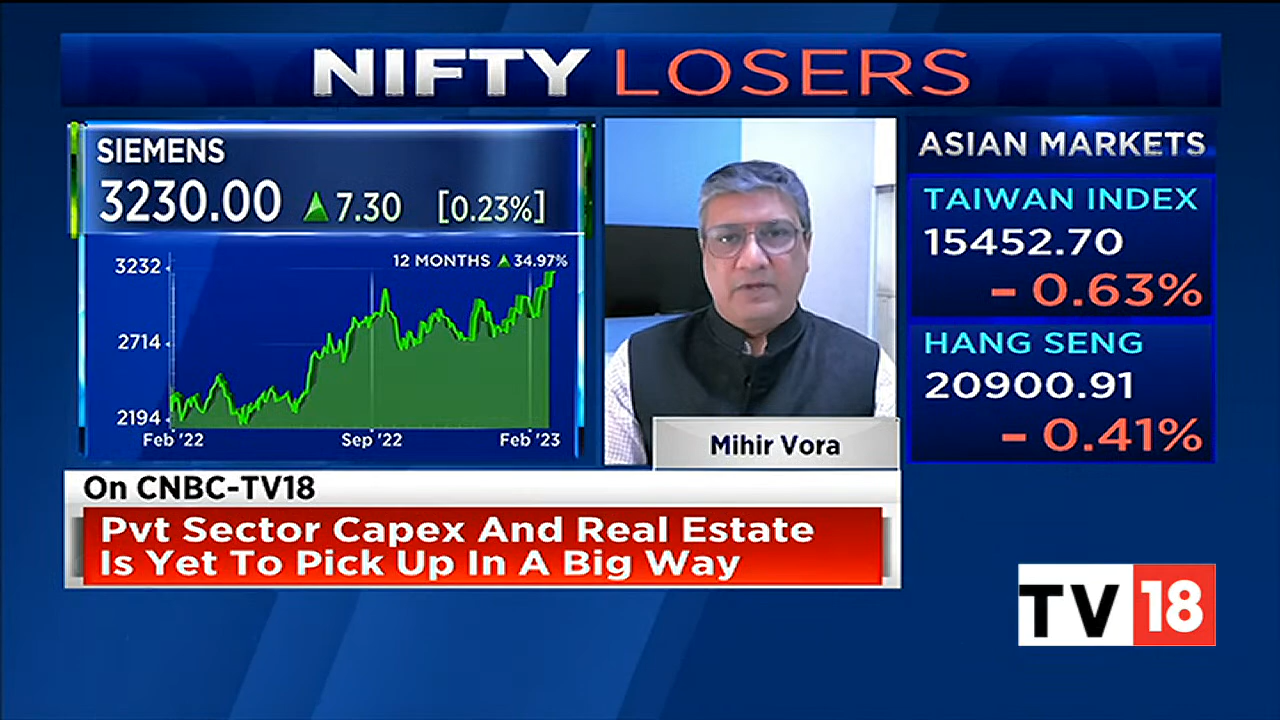 NIFTY LOSERS
SIEMENS
3230.00 ▲ 7.30 [0.23%]
12 MONTHS ▲ 34.97%
3232
2714
2194
Feb '22 Sep '22 Feb '23
Mihir Vora
ASIAN MARKETS
TAIWAN INDEX
15452.70
- 0.63%
HANG SENG
20900.91
- 0.41%
On CNBC-TV18
Pvt Sector Capex And Real Estate
Is Yet To Pick Up In A Big Way
TV18